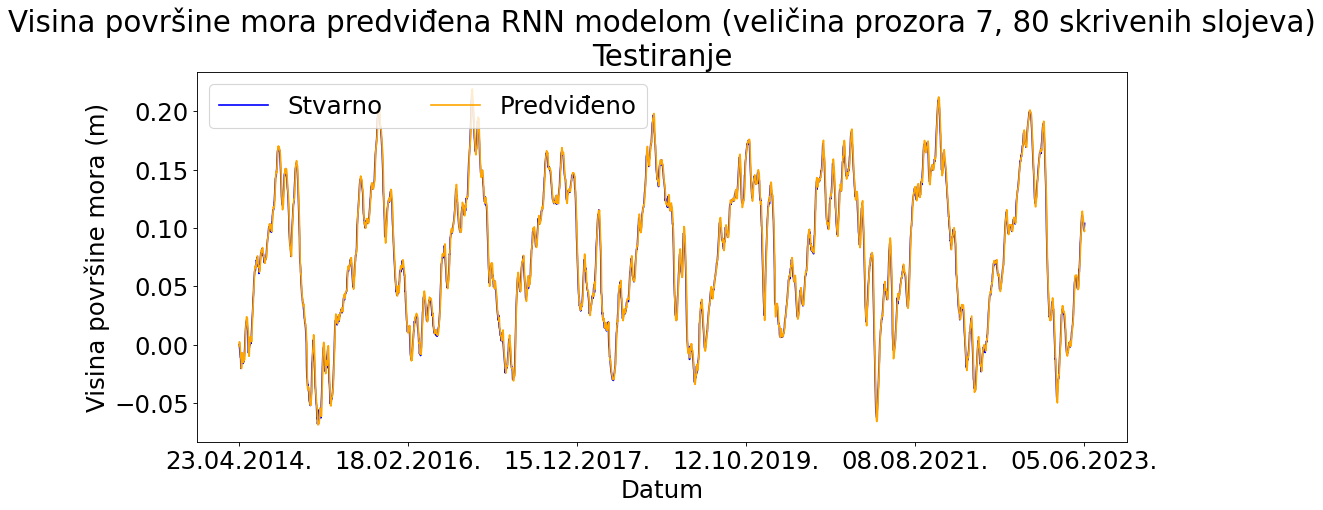 Visina površine mora predviđena RNN modelom (veličina prozora 7, 80 skrivenih slojeva)
Testiranje
Stvarno
Predviđeno
Visina površine mora (m)
0.20
0.15
0.10
0.05
0.00
−0.05
23.04.2014.
18.02.2016.
15.12.2017.
12.10.2019.
08.08.2021.
05.06.2023.
Datum